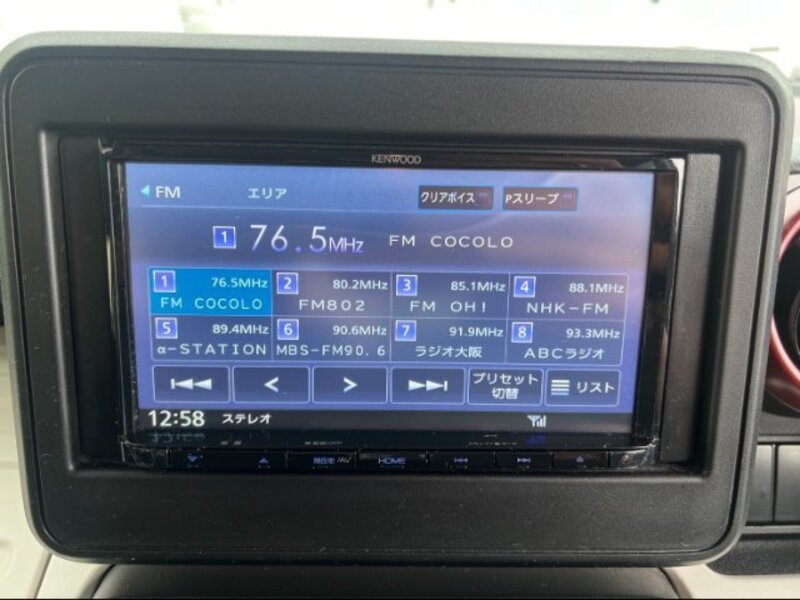 KENWOOD
FM エリア クリアボイス Pスリープ
1 76.5MHz FM COCOLO
1 76.5MHz 2 80.2MHz 3 85.1MHz 4 88.1MHz
FM COCOLO FM802 FM OH! NHK-FM
5 89.4MHz 6 90.6MHz 7 91.9MHz 8 93.3MHz
α-STATION MBS-FM90.6 ラジオ大阪 ABCラジオ
プリセット
切替 リスト
12:58 ステレオ
現在地/AV HOME